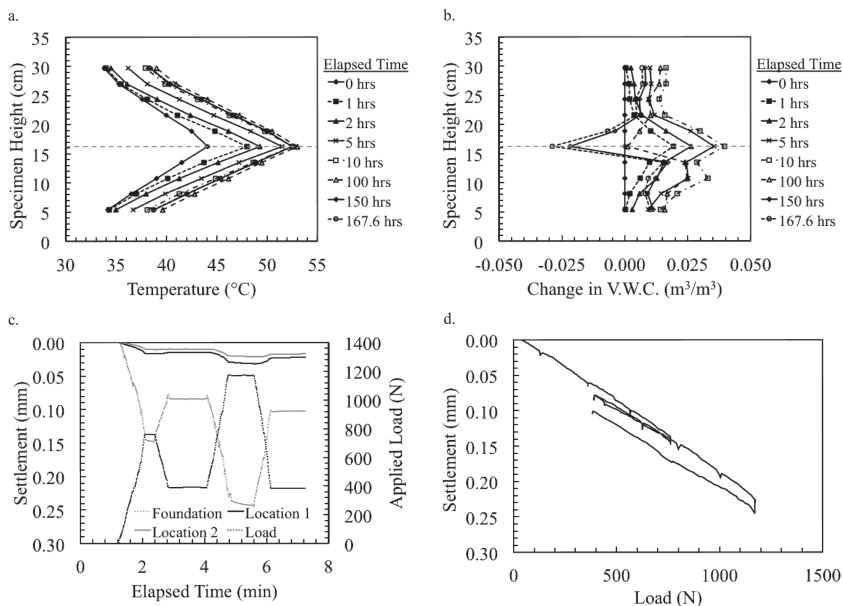 a.
35
30
25
20
15
10
5
0
Specimen Height (cm)
30 35 40 45 50 55
Temperature (°C)
Elapsed Time
0 hrs
1 hrs
2 hrs
5 hrs
10 hrs
100 hrs
150 hrs
167.6 hrs
b.
35
30
25
20
15
10
5
0
Specimen Height (cm)
-0.050 -0.025 0.000 0.025 0.050
Change in V.W.C. (m³/m³)
Elapsed Time
0 hrs
1 hrs
2 hrs
5 hrs
10 hrs
100 hrs
150 hrs
167.6 hrs
c.
0.00
0.05
0.10
0.15
0.20
0.25
0.30
Settlement (mm)
1400
1200
1000
800
600
400
200
0
Applied Load (N)
Foundation Location 1
Location 2 Load
0 2 4 6 8
Elapsed Time (min)
d.
0.00
0.05
0.10
0.15
0.20
0.25
0.30
Settlement (mm)
0 500 1000 1500
Load (N)